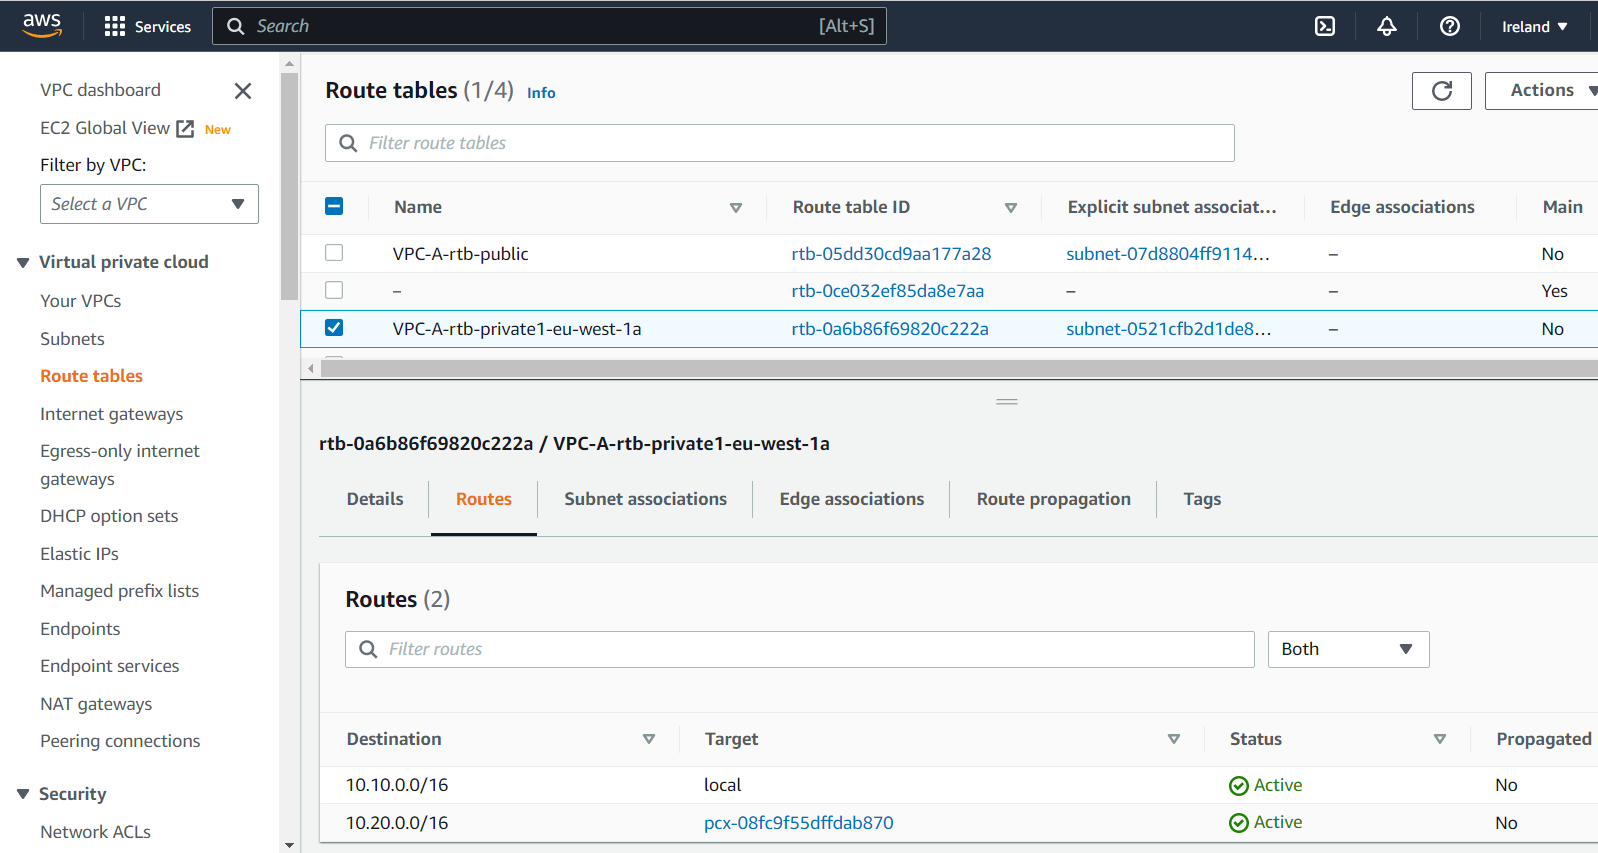 aws
Services
Search
[Alt+S]
Ireland
VPC dashboard
EC2 Global View New
Filter by VPC:
Select a VPC
Virtual private cloud
Your VPCs
Subnets
Route tables
Internet gateways
Egress-only internet
gateways
DHCP option sets
Elastic IPs
Managed prefix lists
Endpoints
Endpoint services
NAT gateways
Peering connections
Security
Network ACLs
Route tables (1/4) Info
Actions
Filter route tables
Name Route table ID Explicit subnet associat... Edge associations Main
VPC-A-rtb-public rtb-05dd30cd9aa177a28 subnet-07d8804ff9114... – No
– rtb-0ce032ef85da8e7aa – – Yes
VPC-A-rtb-private1-eu-west-1a rtb-0a6b86f69820c222a subnet-0521cfb2d1de8... – No
rtb-0a6b86f69820c222a / VPC-A-rtb-private1-eu-west-1a
Details Routes Subnet associations Edge associations Route propagation Tags
Routes (2)
Filter routes
Both
Destination Target Status Propagated
10.10.0.0/16 local Active No
10.20.0.0/16 pcx-08fc9f55dffdab870 Active No